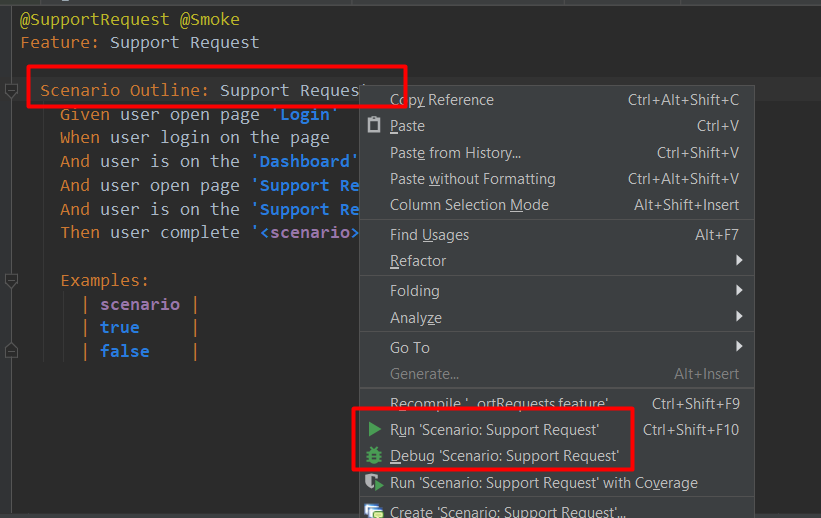 @SupportRequest @Smoke
Feature: Support Request
Scenario Outline: Support Request
Given user open page 'Login'
When user login on the page
And user is on the 'Dashboard'
And user open page 'Support Re
And user is on the 'Support Re
Then user complete '<scenario>
Examples:
| scenario |
| true |
| false |
Copy Reference Ctrl+Alt+Shift+C
Paste Ctrl+V
Paste from History... Ctrl+Shift+V
Paste without Formatting Ctrl+Alt+Shift+V
Column Selection Mode Alt+Shift+Insert
Find Usages Alt+F7
Refactor
Folding
Analyze
Go To
Generate... Alt+Insert
Recompile '...ortRequests.feature' Ctrl+Shift+F9
Run 'Scenario: Support Request' Ctrl+Shift+F10
Debug 'Scenario: Support Request'
Run 'Scenario: Support Request' with Coverage
Create 'Scenario: Support Request'...